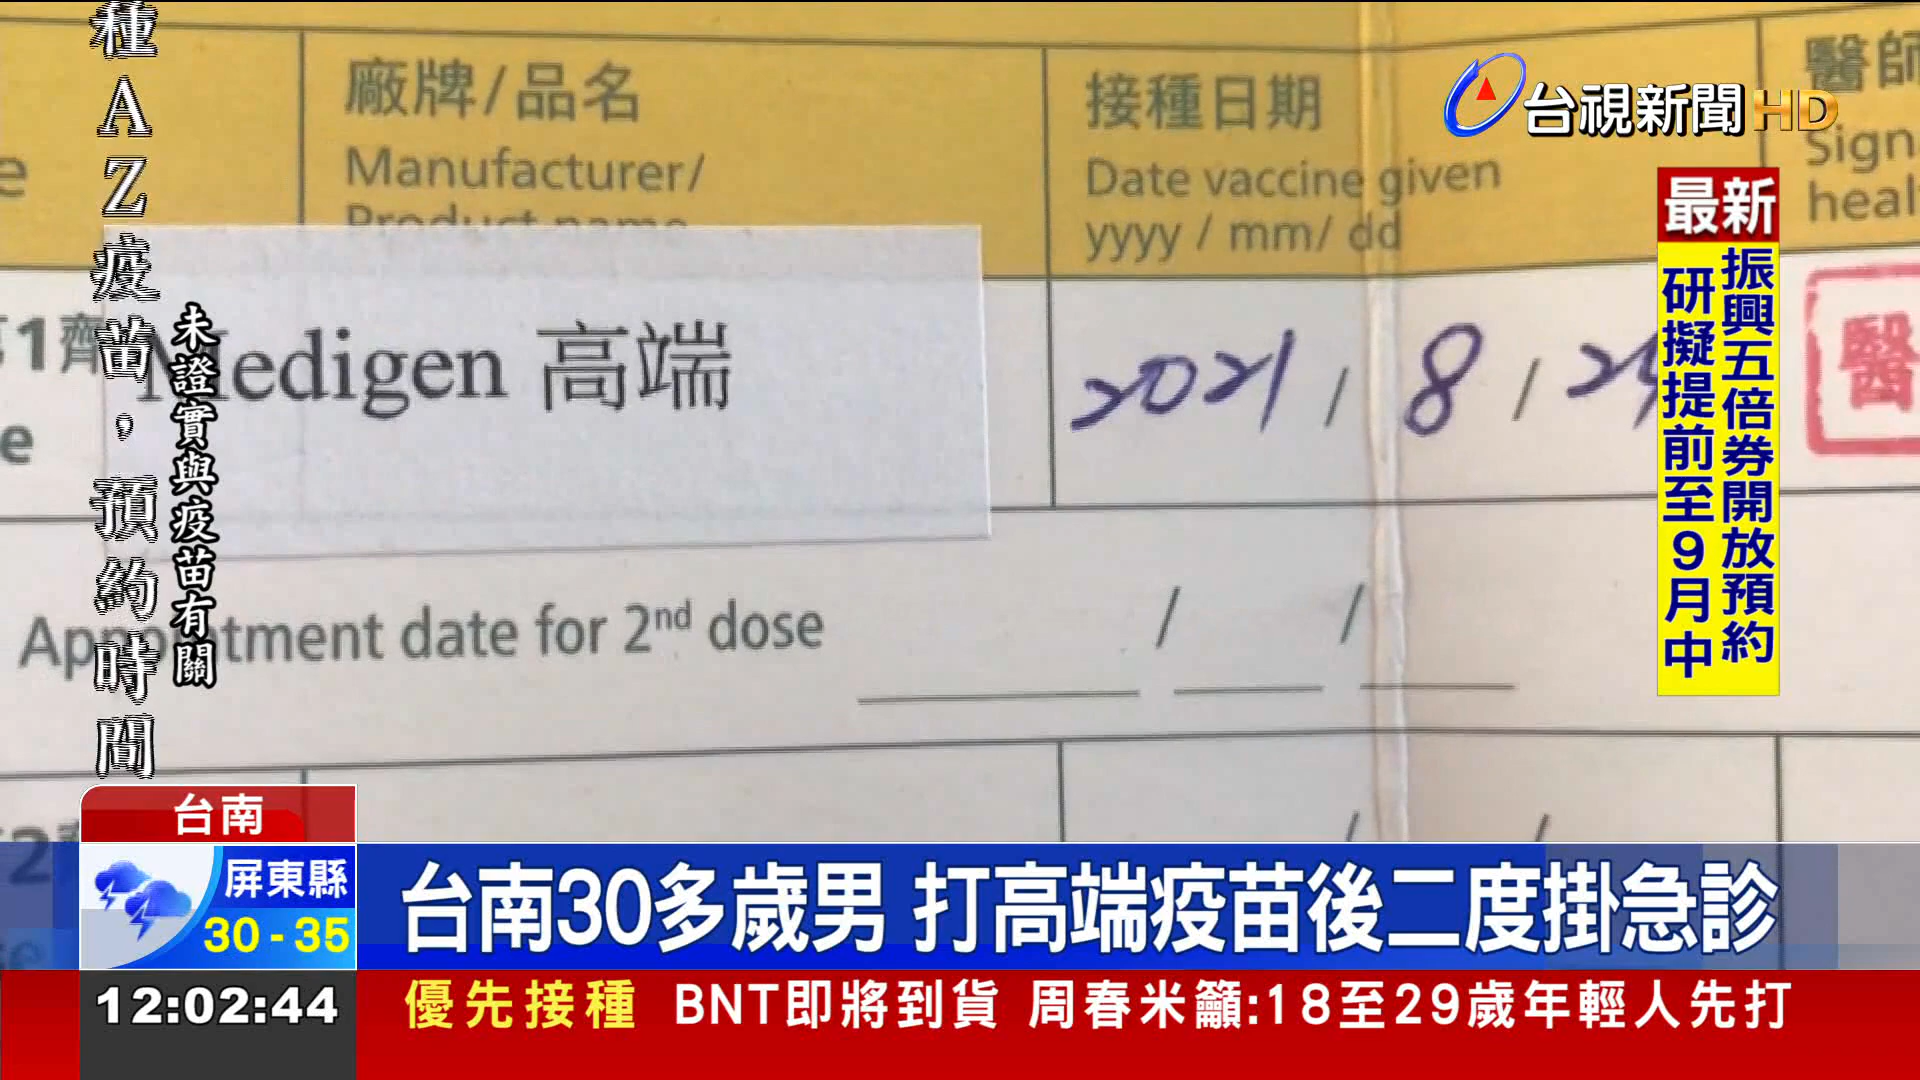 種AZ疫苗，預約時間
未證實與疫苗有關
廠牌/品名
Manufacturer/
Product name
接種日期
Date vaccine given
yyyy / mm/ dd
醫師
台視新聞HD
最新
振興五倍券開放預約
研擬提前至9月中
Medigen 高端
2021 / 8 /
醫
Appointment date for 2nd dose
/ /
台南
屏東縣
30 - 35
台南30多歲男 打高端疫苗後二度掛急診
12:02:44
優先接種 BNT即將到貨 周春米籲:18至29歲年輕人先打